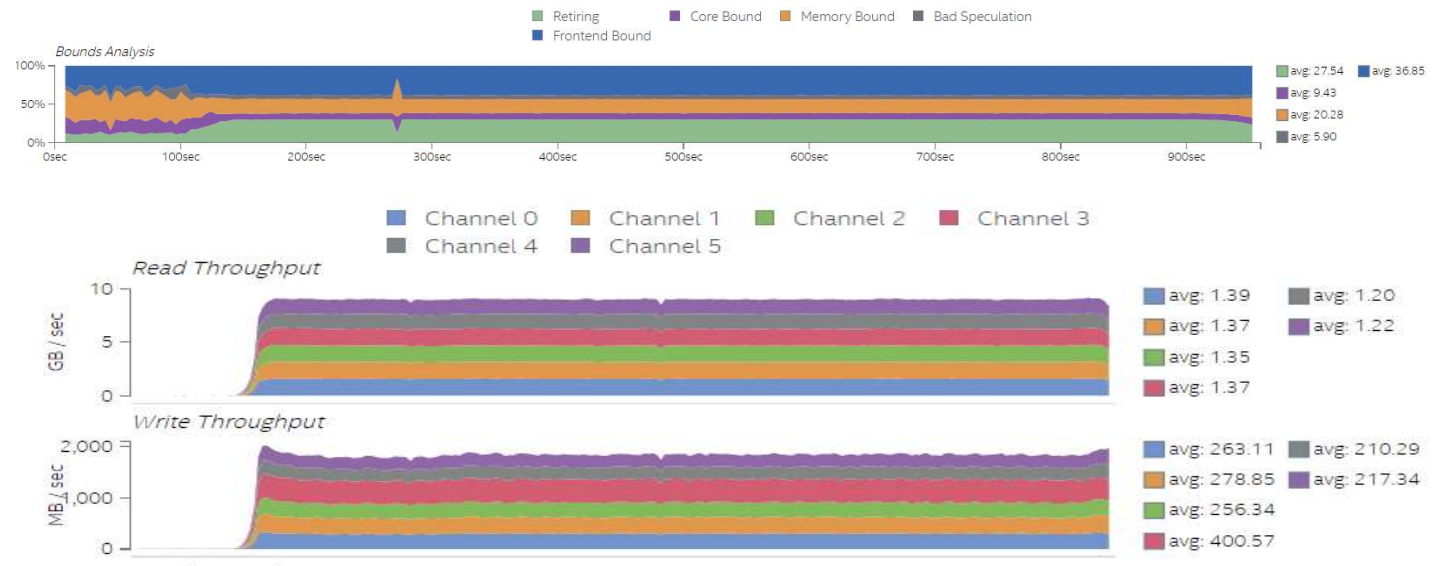 Retiring Core Bound Memory Bound Bad Speculation
Frontend Bound
Bounds Analysis
100%
50%
0%
0sec 100sec 200sec 300sec 400sec 500sec 600sec 700sec 800sec 900sec
avg: 27.54 avg: 36.85
avg: 9.43
avg: 20.28
avg: 5.90
Channel 0 Channel 1 Channel 2 Channel 3
Channel 4 Channel 5
Read Throughput
10
5
0
GB / sec
avg: 1.39 avg: 1.20
avg: 1.37 avg: 1.22
avg: 1.35
avg: 1.37
Write Throughput
2,000
1,000
0
MB / sec
avg: 263.11 avg: 210.29
avg: 278.85 avg: 217.34
avg: 256.34
avg: 400.57